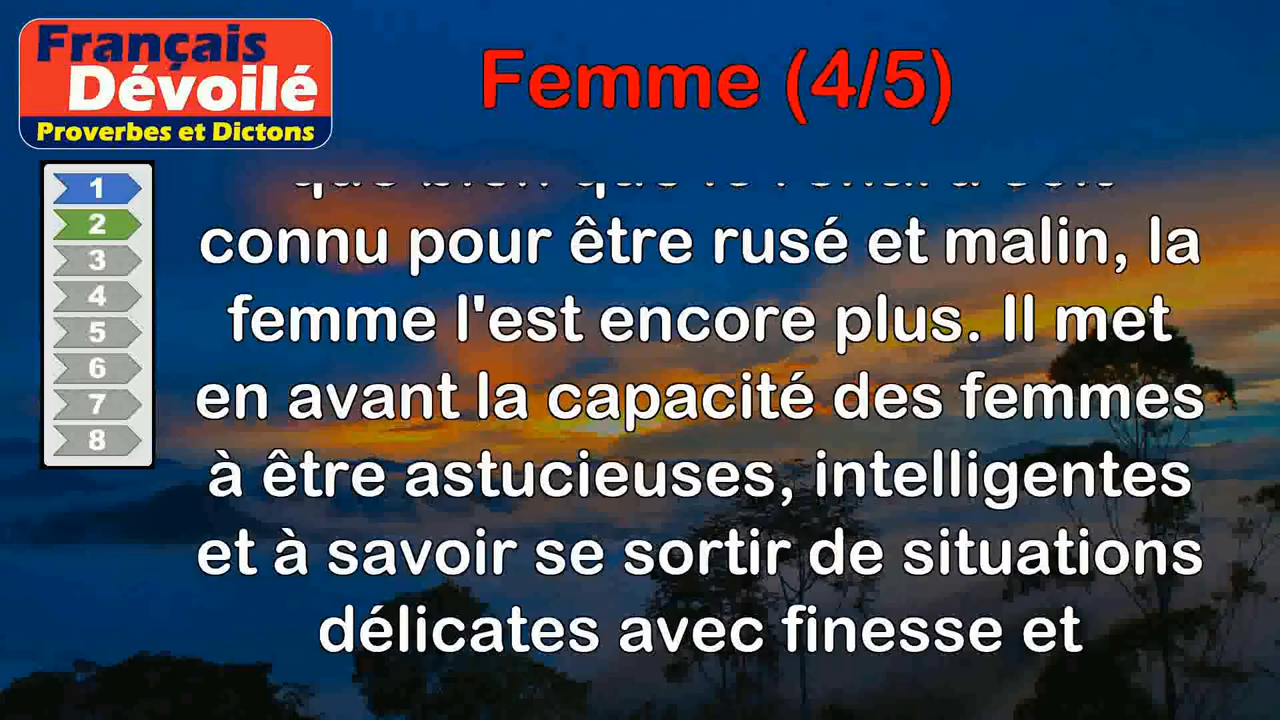 Français
Dévoilé
Proverbes et Dictons
Femme (4/5)
1
2
3
4
5
6
7
8
connu pour être rusé et malin, la
femme l'est encore plus. Il met
en avant la capacité des femmes
à être astucieuses, intelligentes
et à savoir se sortir de situations
délicates avec finesse et